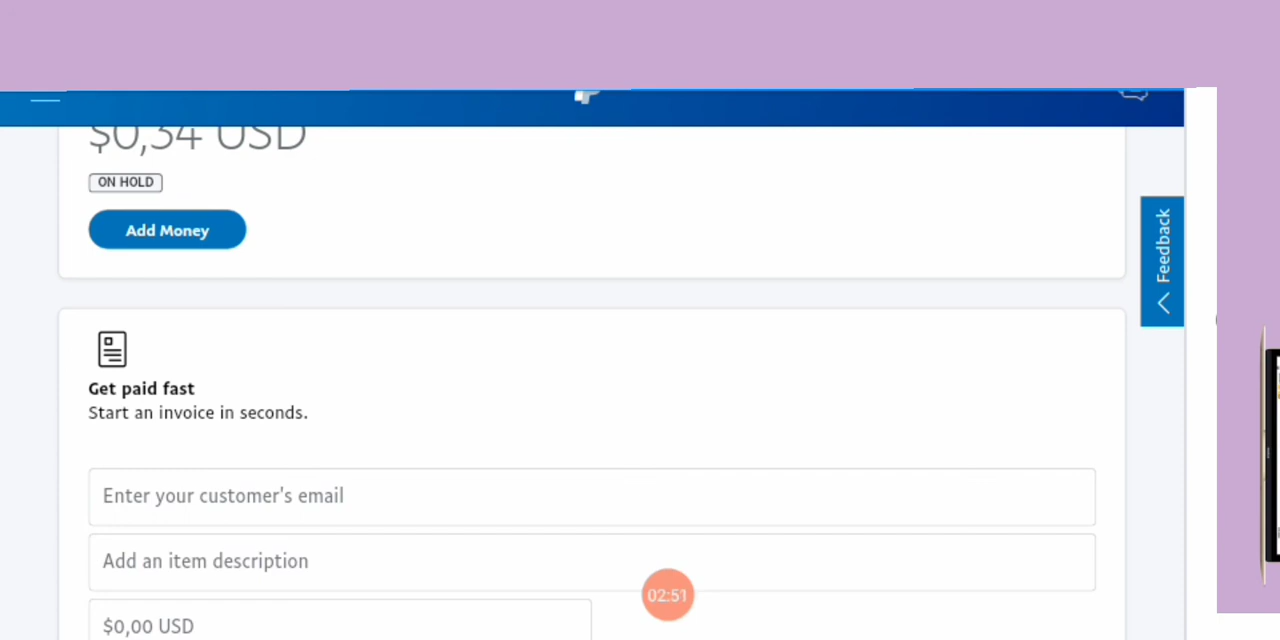 $0,34 USD
ON HOLD
Add Money
Feedback
Get paid fast
Start an invoice in seconds.
Enter your customer's email
Add an item description
02:51
$0,00 USD